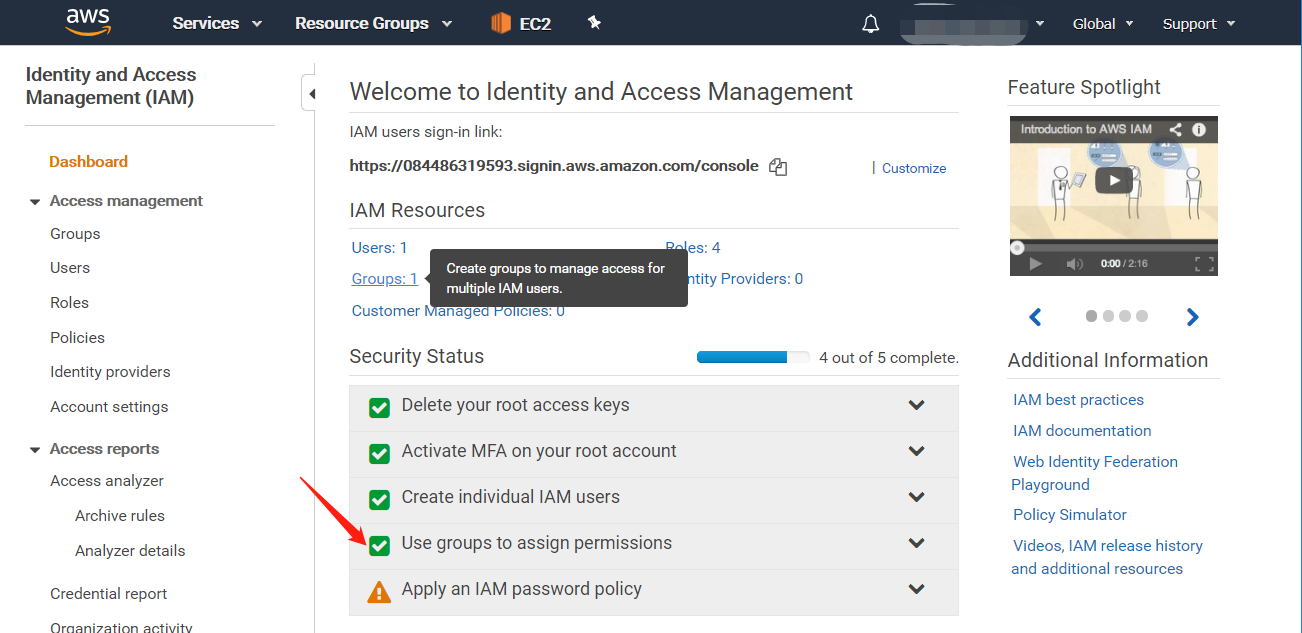 aws Services Resource Groups EC2 Global Support
Identity and Access
Management (IAM)
Dashboard
Access management
Groups
Users
Roles
Policies
Identity providers
Account settings
Access reports
Access analyzer
Archive rules
Analyzer details
Credential report
Organization activity
Welcome to Identity and Access Management
IAM users sign-in link:
https://084486319593.signin.aws.amazon.com/console | Customize
IAM Resources
Users: 1 Roles: 4
Groups: 1 ntity Providers: 0
Create groups to manage access for
multiple IAM users.
Customer Managed Policies: 0
Security Status 4 out of 5 complete.
Delete your root access keys
Activate MFA on your root account
Create individual IAM users
Use groups to assign permissions
Apply an IAM password policy
Feature Spotlight
Introduction to AWS IAM
0:00 / 2:16
Additional Information
IAM best practices
IAM documentation
Web Identity Federation
Playground
Policy Simulator
Videos, IAM release history
and additional resources